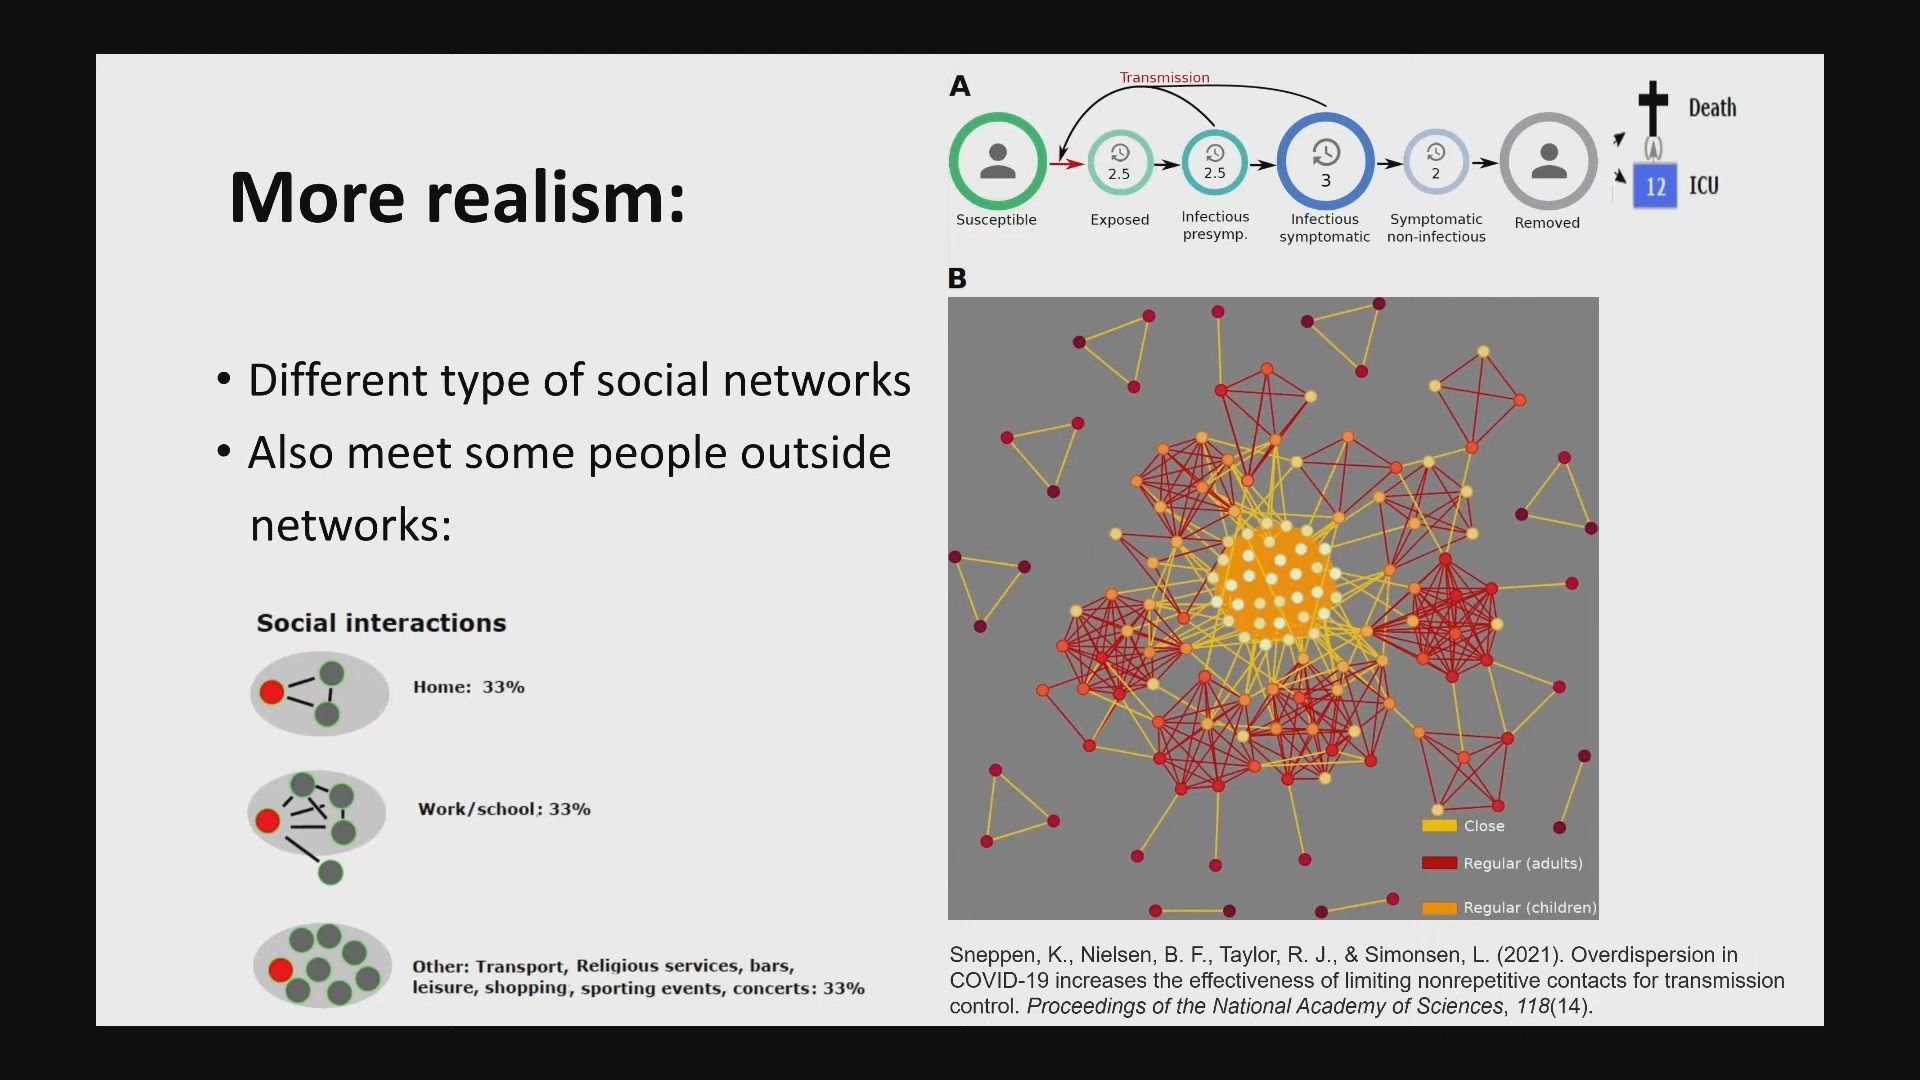 More realism:
• Different type of social networks
• Also meet some people outside
networks:
Social interactions
Home: 33%
Work/school: 33%
Other: Transport, Religious services, bars,
leisure, shopping, sporting events, concerts: 33%
A
Transmission
2.5
2.5
3
2
Susceptible
Exposed
Infectious
presymp.
Infectious
symptomatic
Symptomatic
non-infectious
Removed
Death
12
ICU
B
Close
Regular (adults)
Regular (children)
Sneppen, K., Nielsen, B. F., Taylor, R. J., & Simonsen, L. (2021). Overdispersion in
COVID-19 increases the effectiveness of limiting nonrepetitive contacts for transmission
control. Proceedings of the National Academy of Sciences, 118(14).